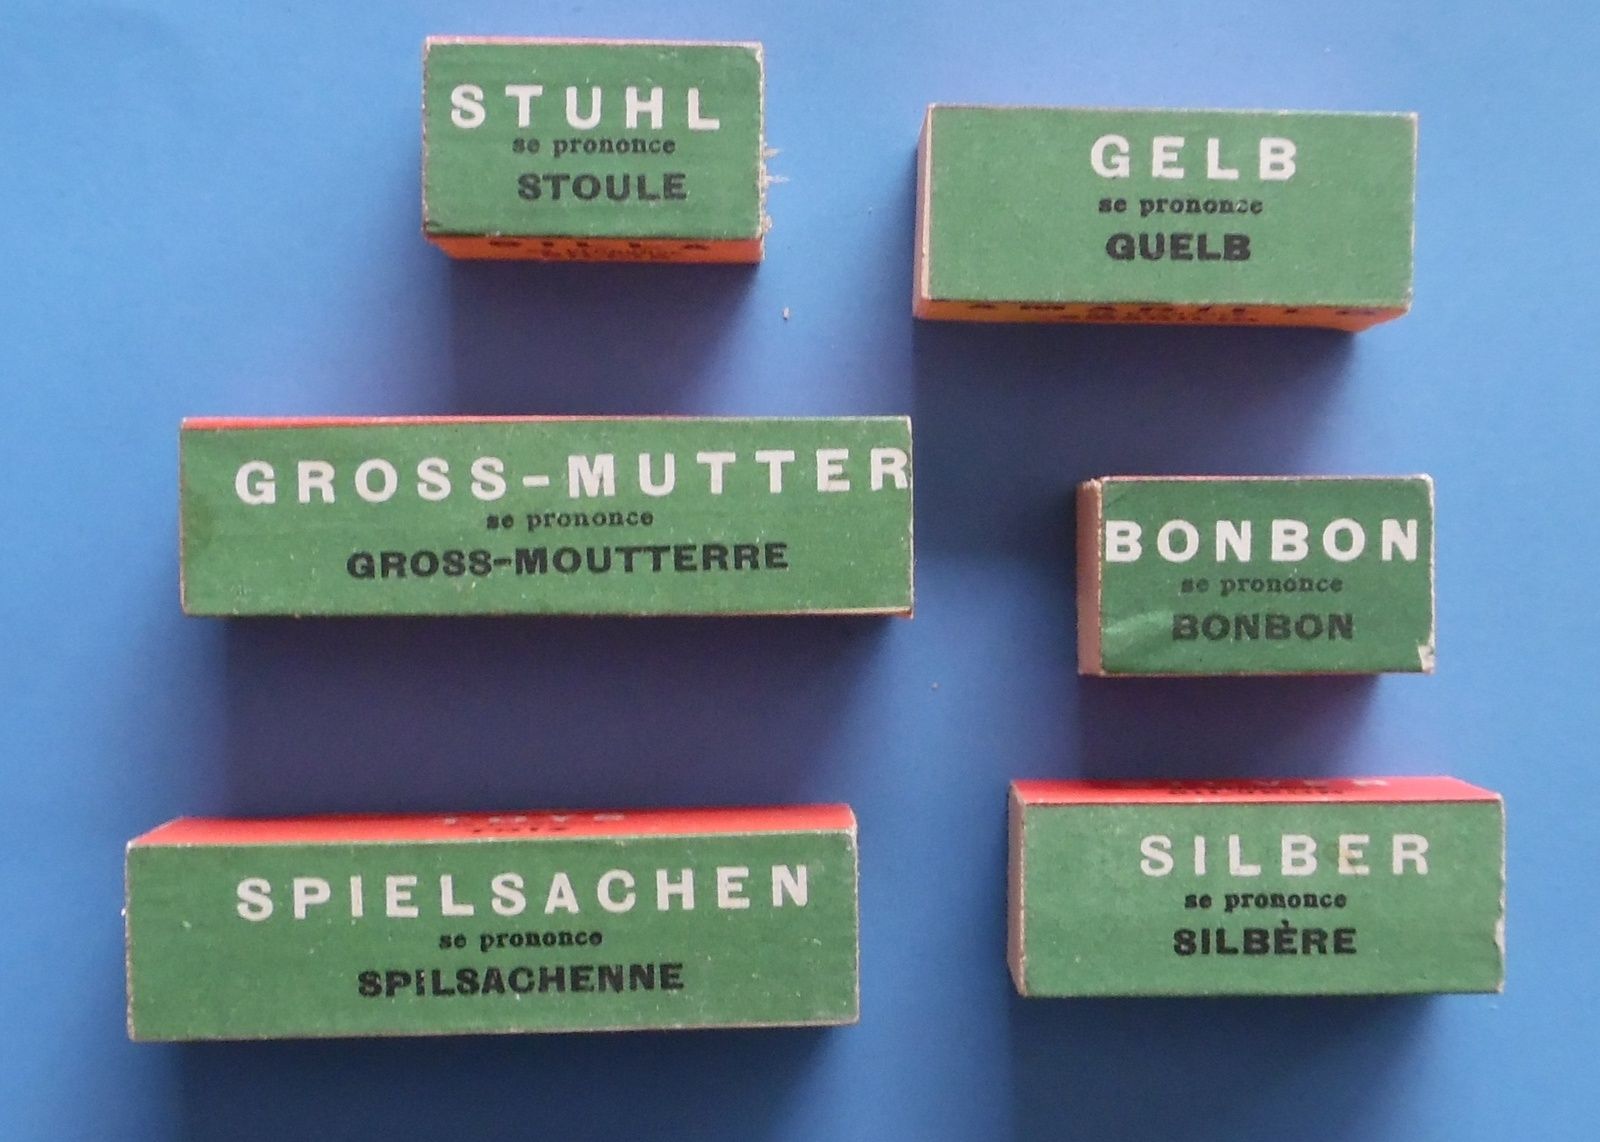 STUHL
se prononce
STOULE
GELB
se prononce
GUELB
GROSS-MUTTER
se prononce
GROSS-MOUTTERRE
BONBON
se prononce
BONBON
SPIELSACHEN
se prononce
SPILSACHENNE
SILBER
se prononce
SILBÈRE